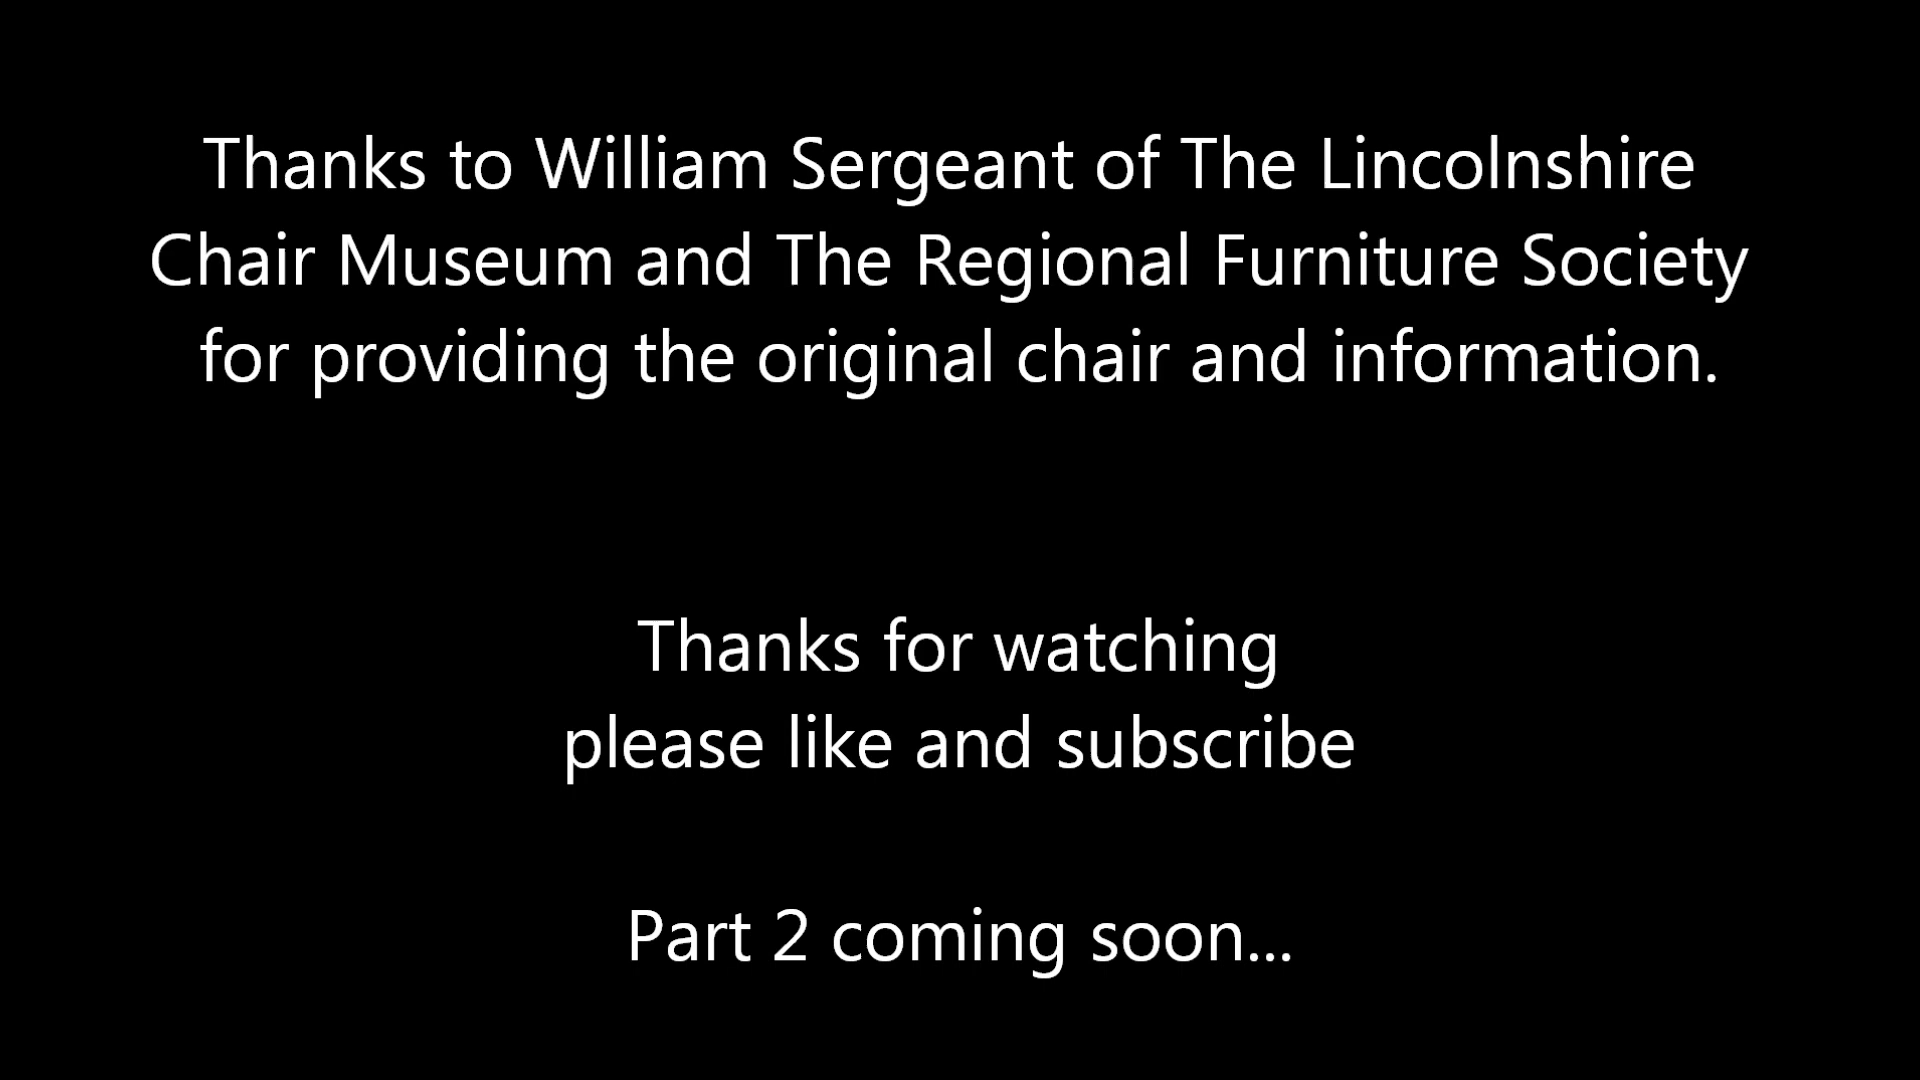 Thanks to William Sergeant of The Lincolnshire
Chair Museum and The Regional Furniture Society
for providing the original chair and information.
Thanks for watching
please like and subscribe
Part 2 coming soon...